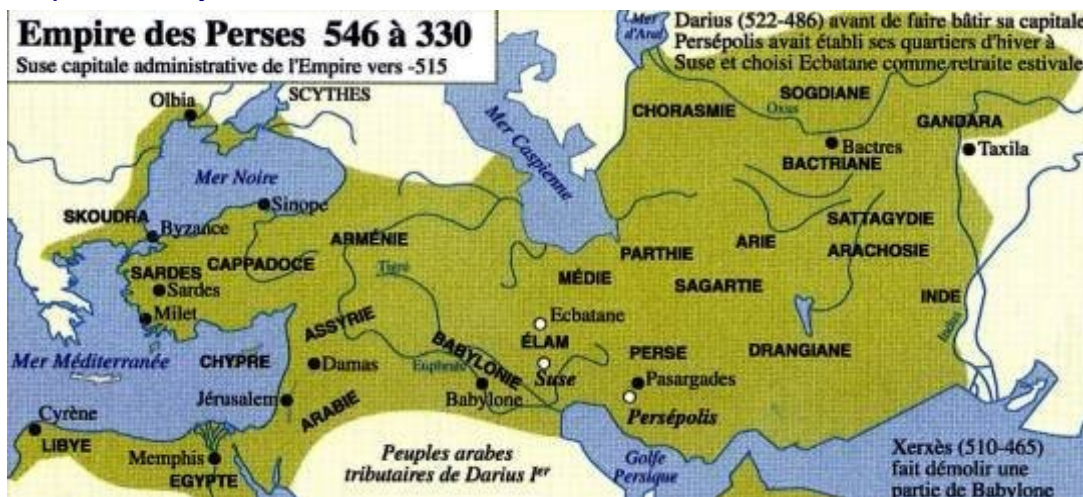 Empire des Perses 546 à 330
Suse capitale administrative de l'Empire vers -515
Mer
d'Aral
Darius (522-486) avant de faire bâtir sa capitale
Persépolis avait établi ses quartiers d'hiver à
Suse et choisi Ecbatane comme retraite estivale
Olbia
SCYTHES
Mer Caspienne
CHORASMIE
SOGDIANE
Oxus
GANDARA
Bactres
Taxila
BACTRIANE
Mer Noire
SKOUDRA
Sinope
Byzance
SATTAGYDIE
ARMÉNIE
ARIE
ARACHOSIE
PARTHIE
CAPPADOCE
Tigre
SARDES
MÉDIE
SAGARTIE
Sardes
INDE
Milet
ASSYRIE
Ecbatane
Indus
ÉLAM
BABYLONIE
Mer Méditerranée
CHYPRE
Damas
Euphrate
PERSE
DRANGIANE
Suse
Pasargades
Jérusalem
Babylone
Persépolis
ARABIE
Cyrène
LIBYE
Memphis
EGYPTE
Peuples arabes
tributaires de Darius Ier
Golfe
Persique
Xerxès (510-465)
fait démolir une
partie de Babylone